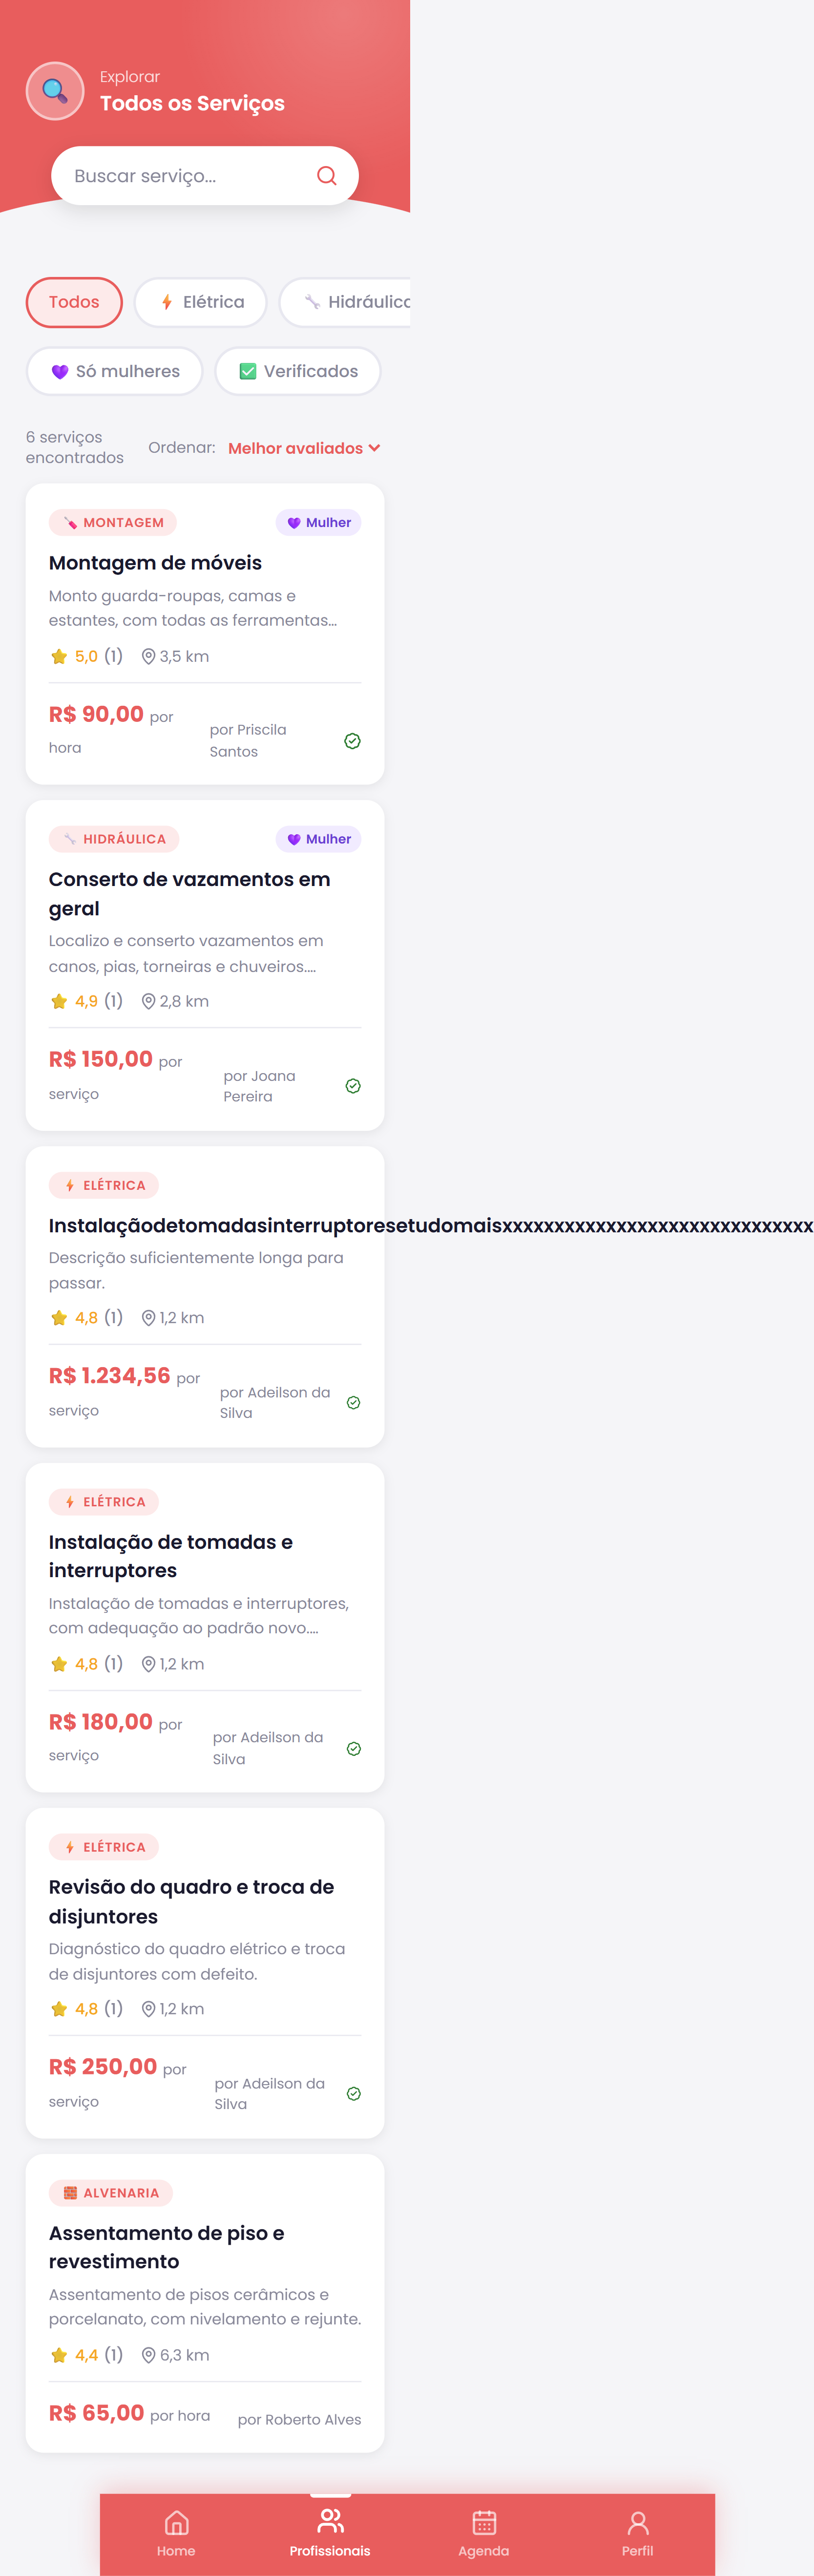 Explorar
Todos os Serviços
Buscar serviço...
Todos
Elétrica
Hidráulica
Só mulheres
Verificados
6 serviços
encontrados
Ordenar: Melhor avaliados
MONTAGEM
Mulher
Montagem de móveis
Monto guarda-roupas, camas e
estantes, com todas as ferramentas...
5,0 (1) 3,5 km
R$ 90,00 por
hora
por Priscila
Santos
HIDRÁULICA
Mulher
Conserto de vazamentos em
geral
Localizo e conserto vazamentos em
canos, pias, torneiras e chuveiros....
4,9 (1) 2,8 km
R$ 150,00 por
serviço
por Joana
Pereira
ELÉTRICA
Instalaçãodetomadasinterruptoresetudomaisxxxxxxxxxxxxxxxxxxxxxxxxxxxxxx
Descrição suficientemente longa para
passar.
4,8 (1) 1,2 km
R$ 1.234,56 por
serviço
por Adeilson da
Silva
ELÉTRICA
Instalação de tomadas e
interruptores
Instalação de tomadas e interruptores,
com adequação ao padrão novo....
4,8 (1) 1,2 km
R$ 180,00 por
serviço
por Adeilson da
Silva
ELÉTRICA
Revisão do quadro e troca de
disjuntores
Diagnóstico do quadro elétrico e troca
de disjuntores com defeito.
4,8 (1) 1,2 km
R$ 250,00 por
serviço
por Adeilson da
Silva
ALVENARIA
Assentamento de piso e
revestimento
Assentamento de pisos cerâmicos e
porcelanato, com nivelamento e rejunte.
4,4 (1) 6,3 km
R$ 65,00 por hora
por Roberto Alves
Home
Profissionais
Agenda
Perfil